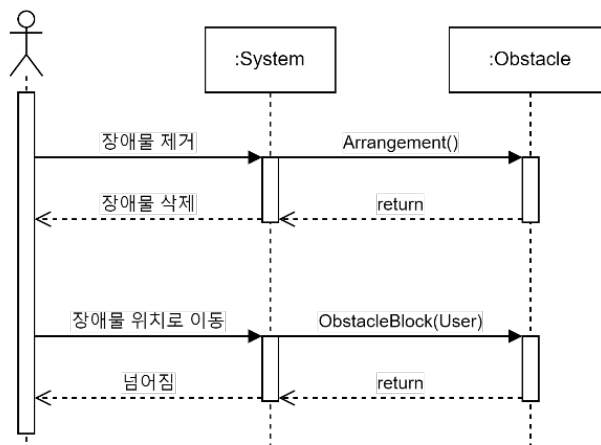 :System
:Obstacle
장애물 제거
Arrangement()
장애물 삭제
return
장애물 위치로 이동
ObstacleBlock(User)
넘어짐
return